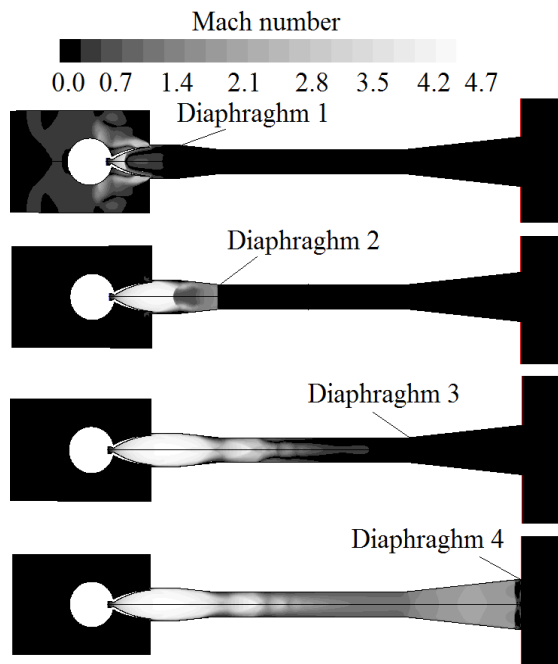 Mach number
0.0 0.7 1.4 2.1 2.8 3.5 4.2 4.7
Diaphraghm 1
Diaphraghm 2
Diaphraghm 3
Diaphraghm 4